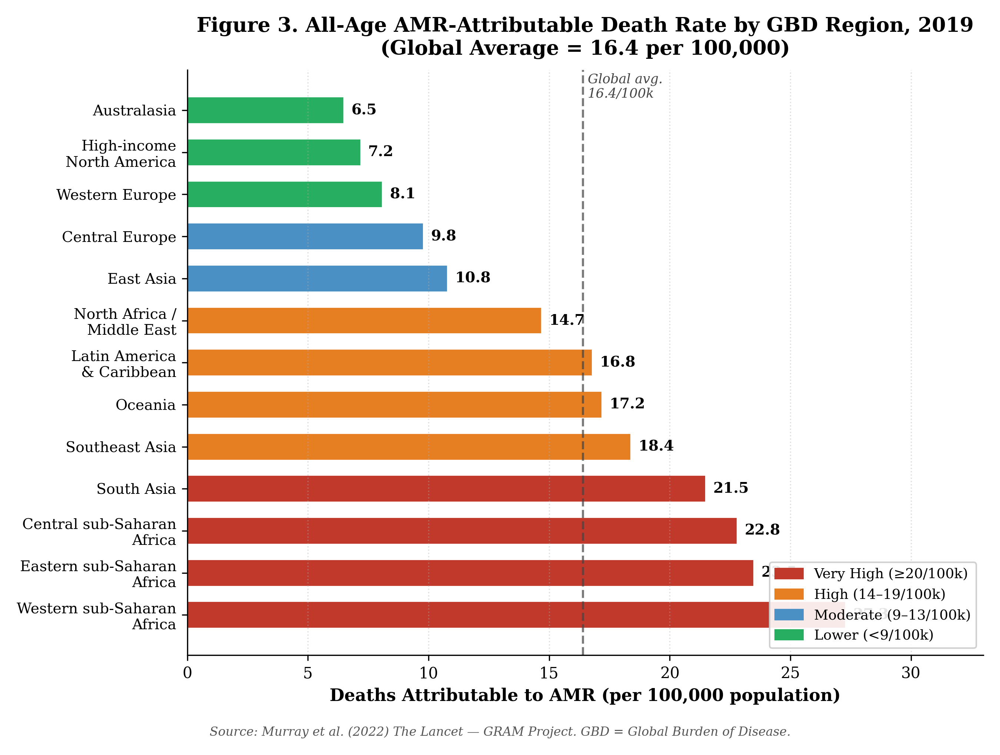 Figure 3. All-Age AMR-Attributable Death Rate by GBD Region, 2019
(Global Average = 16.4 per 100,000)
Global avg.
16.4/100k
Australasia
6.5
High-income
North America
7.2
Western Europe
8.1
Central Europe
9.8
East Asia
10.8
North Africa /
Middle East
14.7
Latin America
& Caribbean
16.8
Oceania
17.2
Southeast Asia
18.4
South Asia
21.5
Central sub-Saharan
Africa
22.8
Eastern sub-Saharan
Africa
23.5
Western sub-Saharan
Africa
27.3
Very High (≥20/100k)
High (14–19/100k)
Moderate (9–13/100k)
Lower (<9/100k)
0 5 10 15 20 25 30
Deaths Attributable to AMR (per 100,000 population)
Source: Murray et al. (2022) The Lancet — GRAM Project. GBD = Global Burden of Disease.